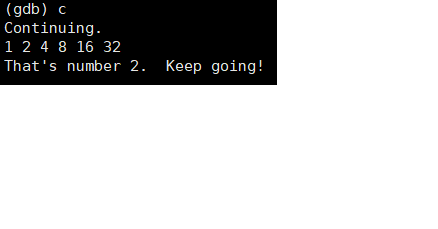 (gdb) c
Continuing.
1 2 4 8 16 32
That's number 2.  Keep going!